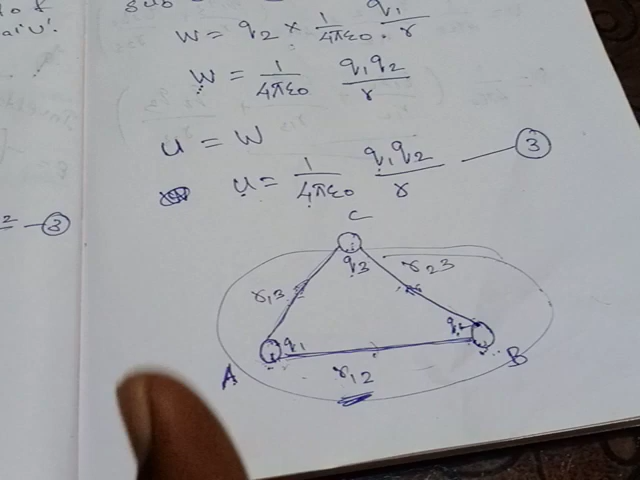 sub
W = q2 × 1/4πε0 · q1/r
W = 1/4πε0 q1q2/r
U = W
U = 1/4πε0 q1q2/r — ③
2 — ③
C
q3
r13
r23
q1
q2
A
B
r12